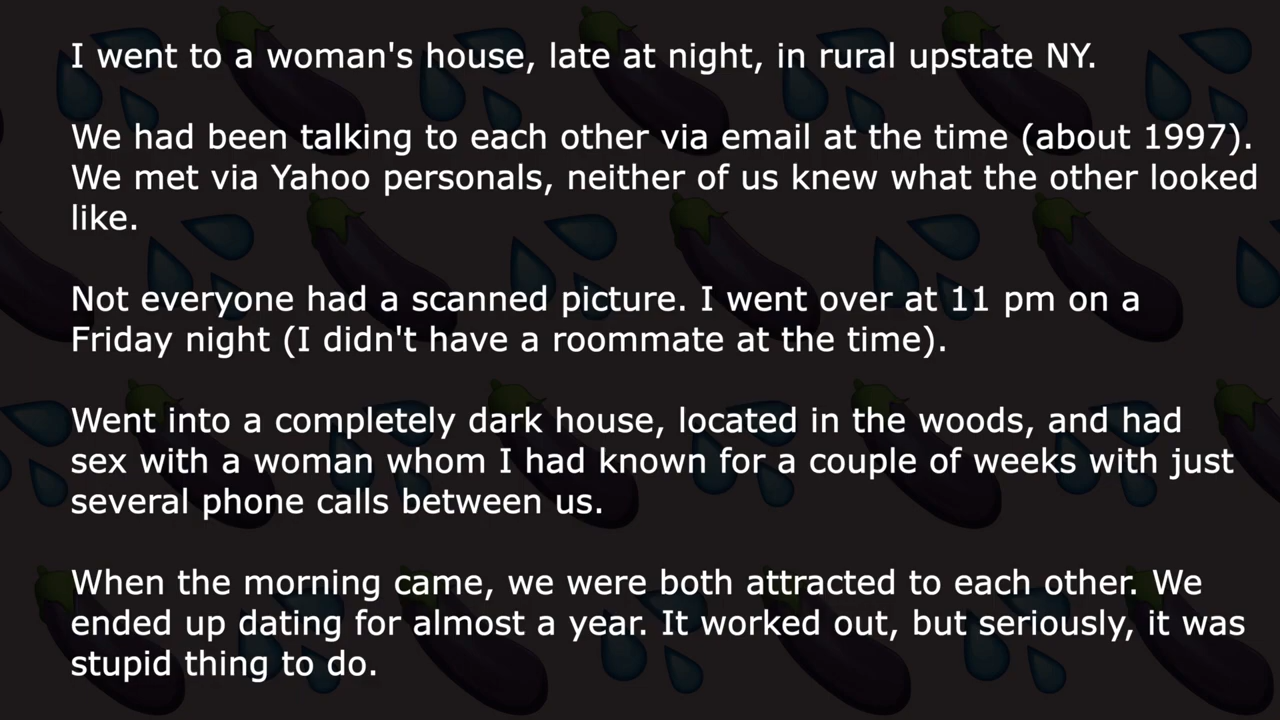 I went to a woman's house, late at night, in rural upstate NY.
We had been talking to each other via email at the time (about 1997).
We met via Yahoo personals, neither of us knew what the other looked
like.
Not everyone had a scanned picture. I went over at 11 pm on a
Friday night (I didn't have a roommate at the time).
Went into a completely dark house, located in the woods, and had
sex with a woman whom I had known for a couple of weeks with just
several phone calls between us.
When the morning came, we were both attracted to each other. We
ended up dating for almost a year. It worked out, but seriously, it was
stupid thing to do.